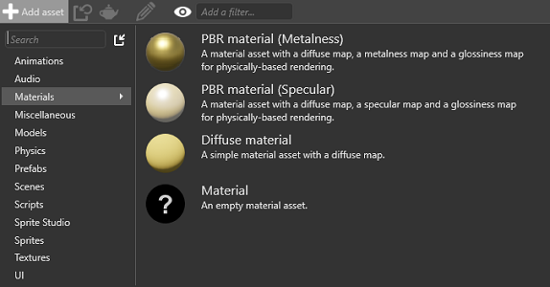 Add asset
Add a filter...
Search
Animations
Audio
Materials
Miscellaneous
Models
Physics
Prefabs
Scenes
Scripts
Sprite Studio
Sprites
Textures
UI
PBR material (Metalness)
A material asset with a diffuse map, a metalness map and a glossiness map
for physically-based rendering.
PBR material (Specular)
A material asset with a diffuse map, a specular map and a glossiness map
for physically-based rendering.
Diffuse material
A simple material asset with a diffuse map.
?
Material
An empty material asset.